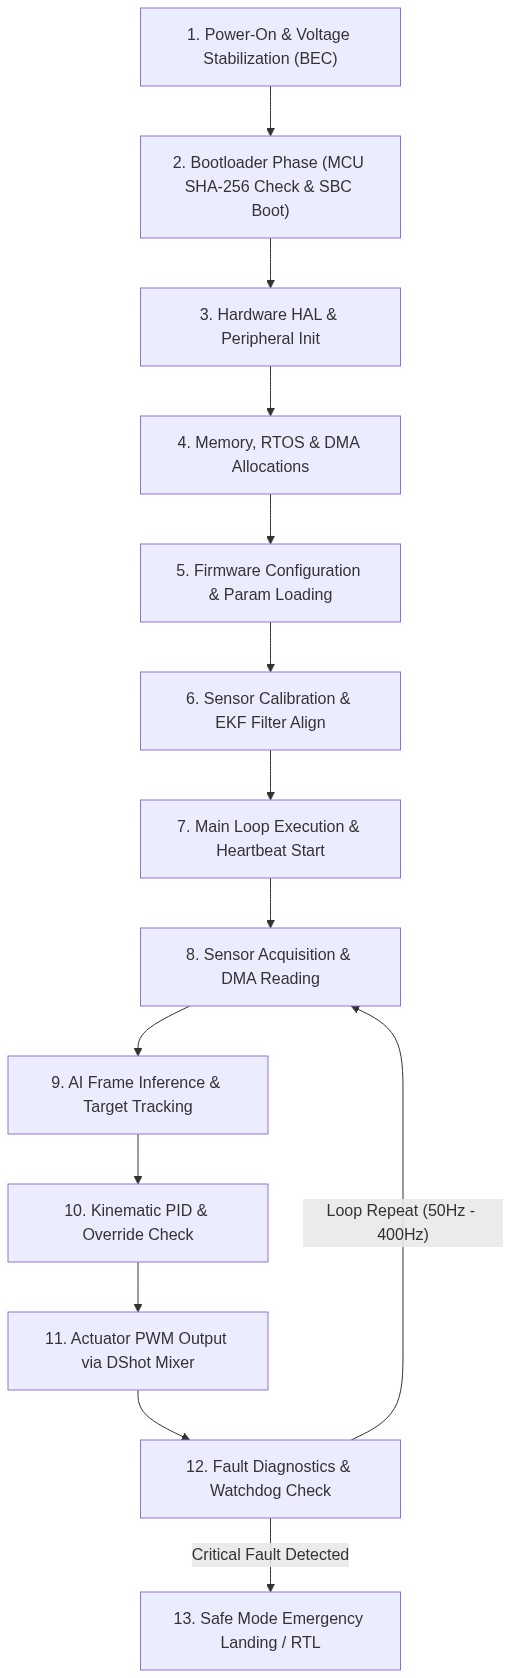 1. Power-On & Voltage
Stabilization (BEC)
2. Bootloader Phase (MCU
SHA-256 Check & SBC
Boot)
3. Hardware HAL &
Peripheral Init
4. Memory, RTOS & DMA
Allocations
5. Firmware Configuration
& Param Loading
6. Sensor Calibration &
EKF Filter Align
7. Main Loop Execution &
Heartbeat Start
8. Sensor Acquisition &
DMA Reading
9. AI Frame Inference &
Target Tracking
10. Kinematic PID &
Override Check
Loop Repeat (50Hz -
400Hz)
11. Actuator PWM Output
via DShot Mixer
12. Fault Diagnostics &
Watchdog Check
Critical Fault Detected
13. Safe Mode Emergency
Landing / RTL